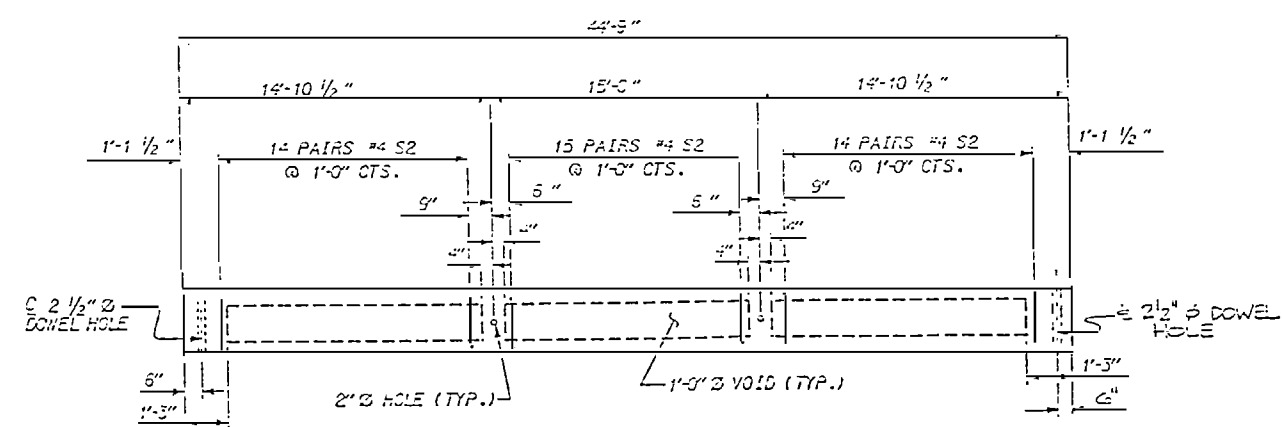 44'-9"
14'-10 ½"
15'-0"
14'-10 ½"
1'-1 ½"
14 PAIRS #4 S2
@ 1'-0" CTS.
15 PAIRS #4 S2
@ 1'-0" CTS.
14 PAIRS #4 S2
@ 1'-0" CTS.
1'-1 ½"
9"
6"
6"
9"
4"
4"
4"
4"
℄ 2 ½" Ø
DOWEL HOLE
℄ 2½" ø DOWEL
HOLE
6"
1'-3"
2" Ø HOLE (TYP.)
1'-0" Ø VOID (TYP.)
1'-3"
6"